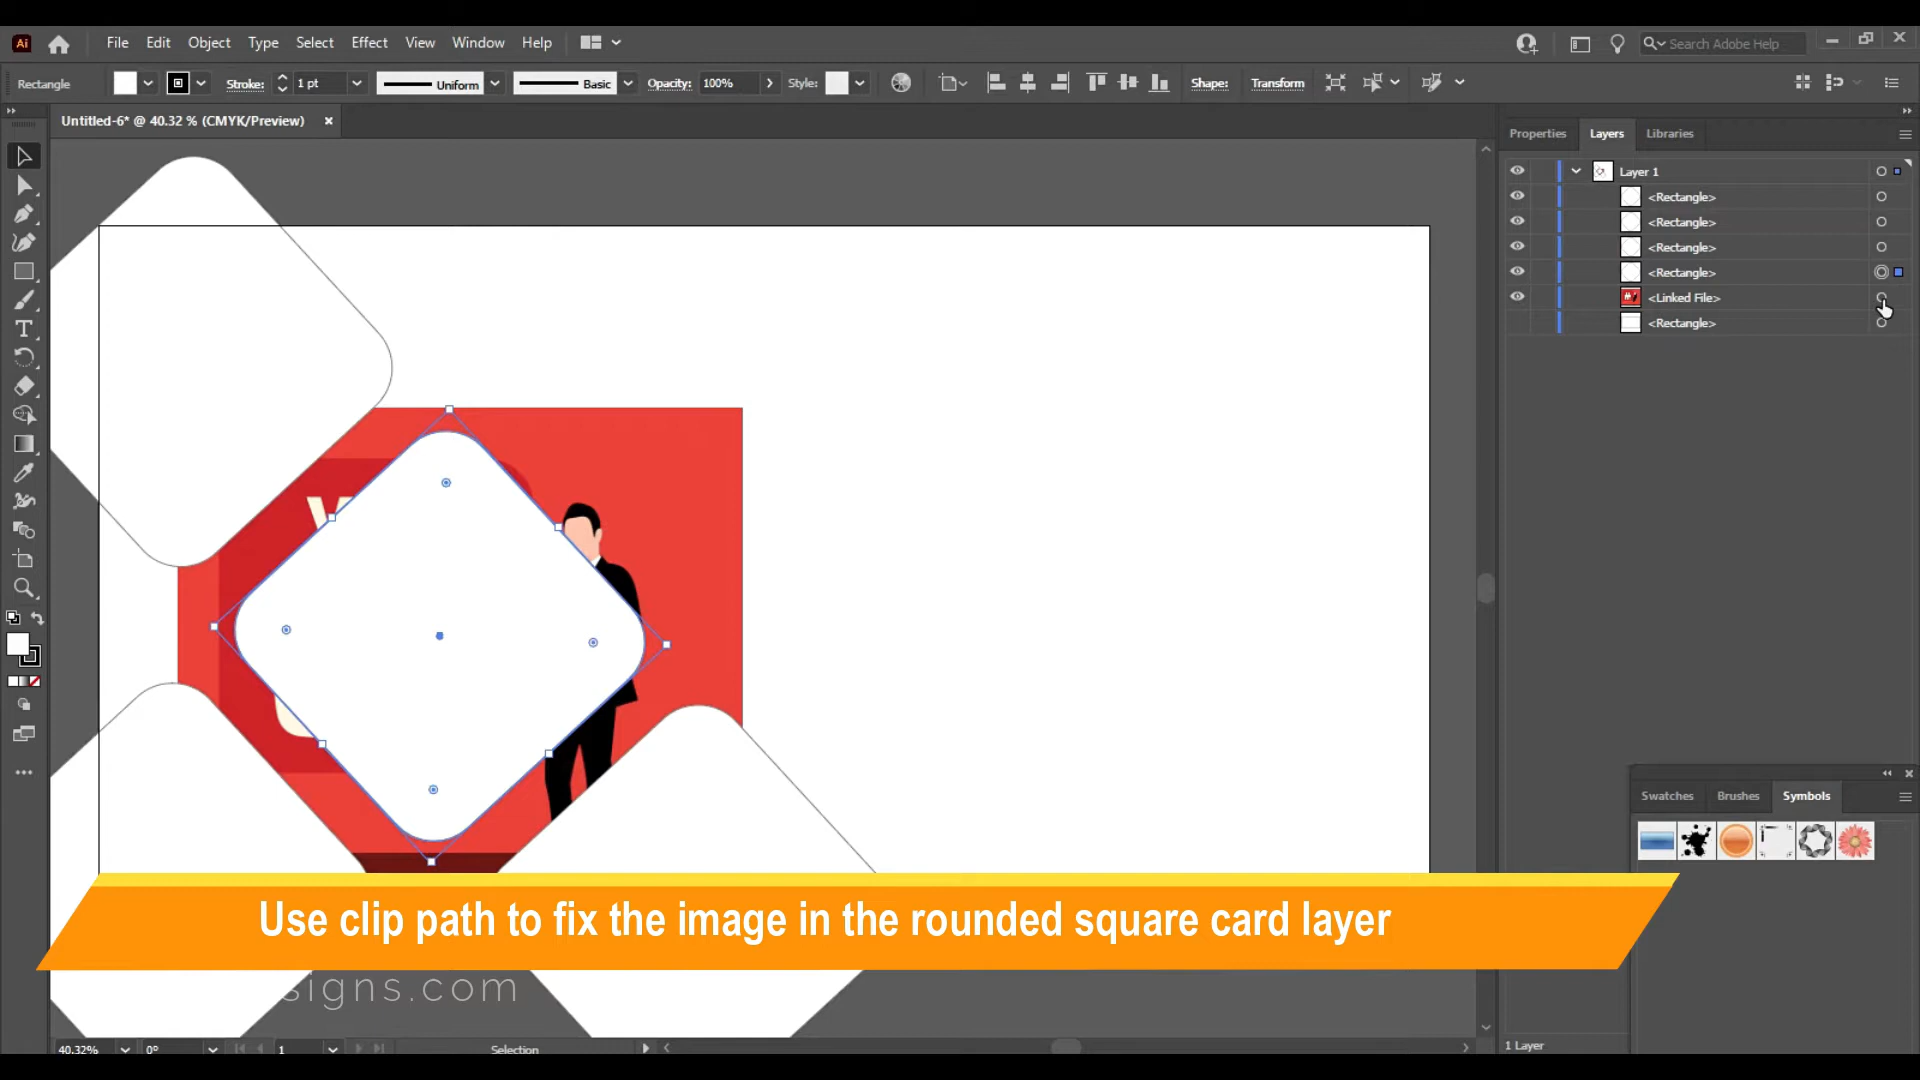 Ai File Edit Select Object Type Select Effect View Window Help Search Adobe Help
Rectangle Stroke: 1 pt Uniform Basic Opacity: 100% Style: Shape: Transform
Untitled-6* @ 40.32 % (CMYK/Preview) ×
Properties Layers Libraries
Layer 1
<Rectangle>
<Rectangle>
<Rectangle>
<Rectangle>
<Linked File>
<Rectangle>
Swatches Brushes Symbols
Use clip path to fix the image in the rounded square card layer
signs.com
40.32% 0° 1 Selection
1 Layer